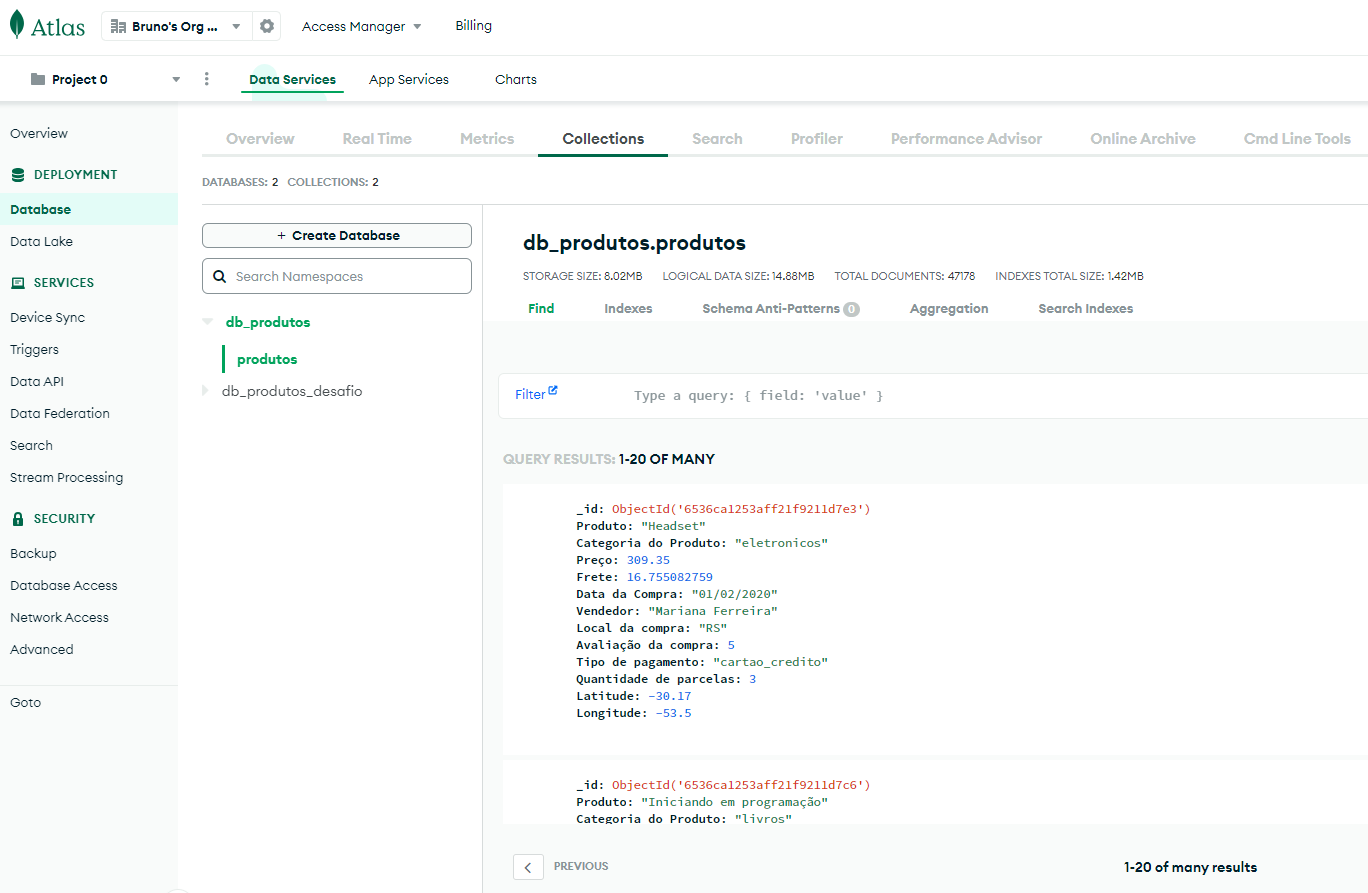 Atlas Bruno's Org ... Access Manager Billing
Project 0 Data Services App Services Charts
Overview
DEPLOYMENT
Database
Data Lake
SERVICES
Device Sync
Triggers
Data API
Data Federation
Search
Stream Processing
SECURITY
Backup
Database Access
Network Access
Advanced
Goto
Overview Real Time Metrics Collections Search Profiler Performance Advisor Online Archive Cmd Line Tools
DATABASES: 2 COLLECTIONS: 2
+ Create Database
Search Namespaces
db_produtos
produtos
db_produtos_desafio
db_produtos.produtos
STORAGE SIZE: 8.02MB LOGICAL DATA SIZE: 14.88MB TOTAL DOCUMENTS: 47178 INDEXES TOTAL SIZE: 1.42MB
Find Indexes Schema Anti-Patterns 0 Aggregation Search Indexes
Filter Type a query: { field: 'value' }
QUERY RESULTS: 1-20 OF MANY
_id: ObjectId('6536ca1253aff21f9211d7e3')
Produto: "Headset"
Categoria do Produto: "eletronicos"
Preço: 309.35
Frete: 16.755082759
Data da Compra: "01/02/2020"
Vendedor: "Mariana Ferreira"
Local da compra: "RS"
Avaliação da compra: 5
Tipo de pagamento: "cartao_credito"
Quantidade de parcelas: 3
Latitude: -30.17
Longitude: -53.5
_id: ObjectId('6536ca1253aff21f9211d7c6')
Produto: "Iniciando em programação"
Categoria do Produto: "livros"
PREVIOUS 1-20 of many results